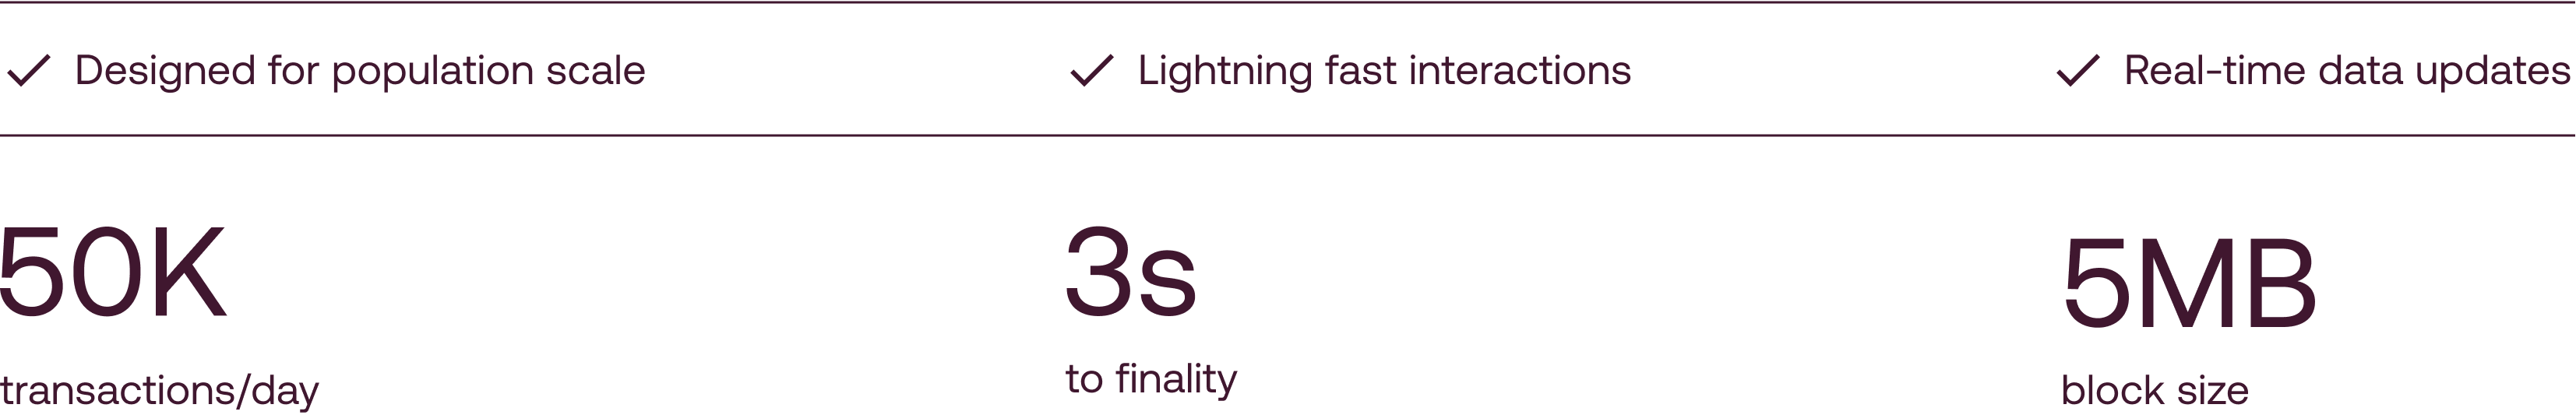 Designed for population scale
Lightning fast interactions
Real-time data updates
50K
transactions/day
3s
to finality
5MB
block size